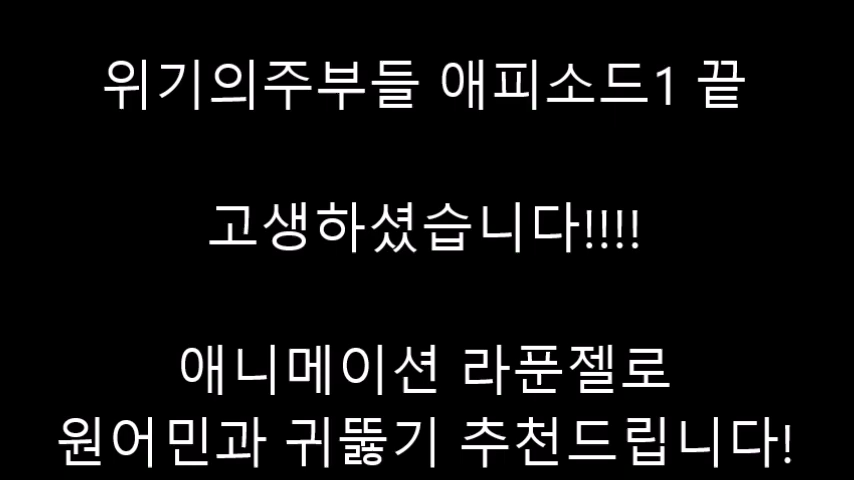 위기의주부들 애피소드1 끝
고생하셨습니다!!!!
애니메이션 라푼젤로
원어민과 귀뚫기 추천드립니다!